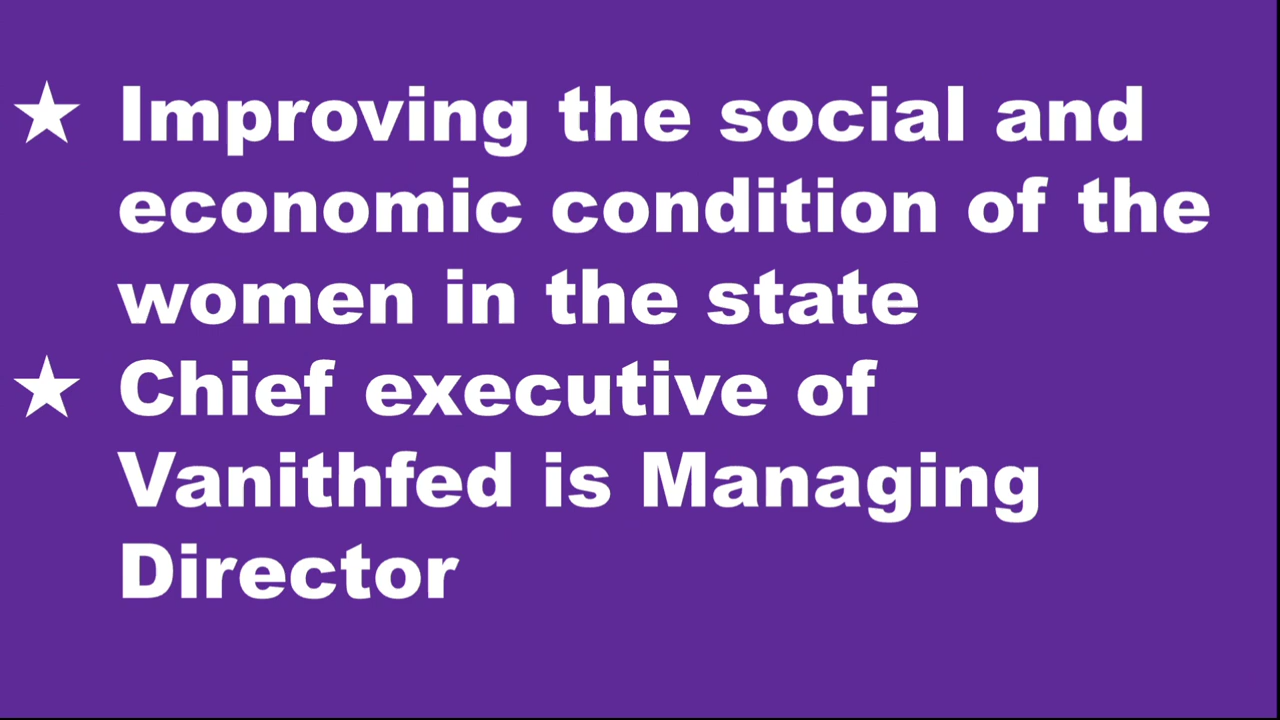 ★ Improving the social and
economic condition of the
women in the state
★ Chief executive of
Vanithfed is Managing
Director